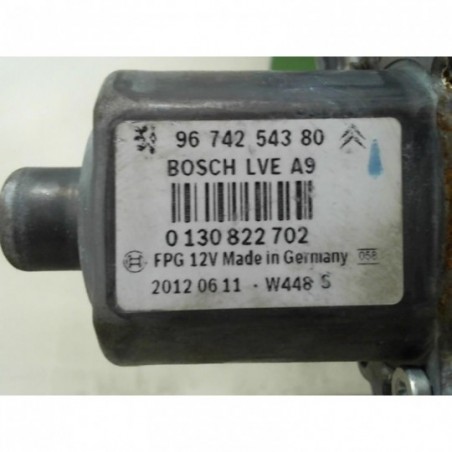 96 742 543 80
BOSCH LVE A9
0 130 822 702
FPG 12V Made in Germany 058
2012 06 11 - W448 S